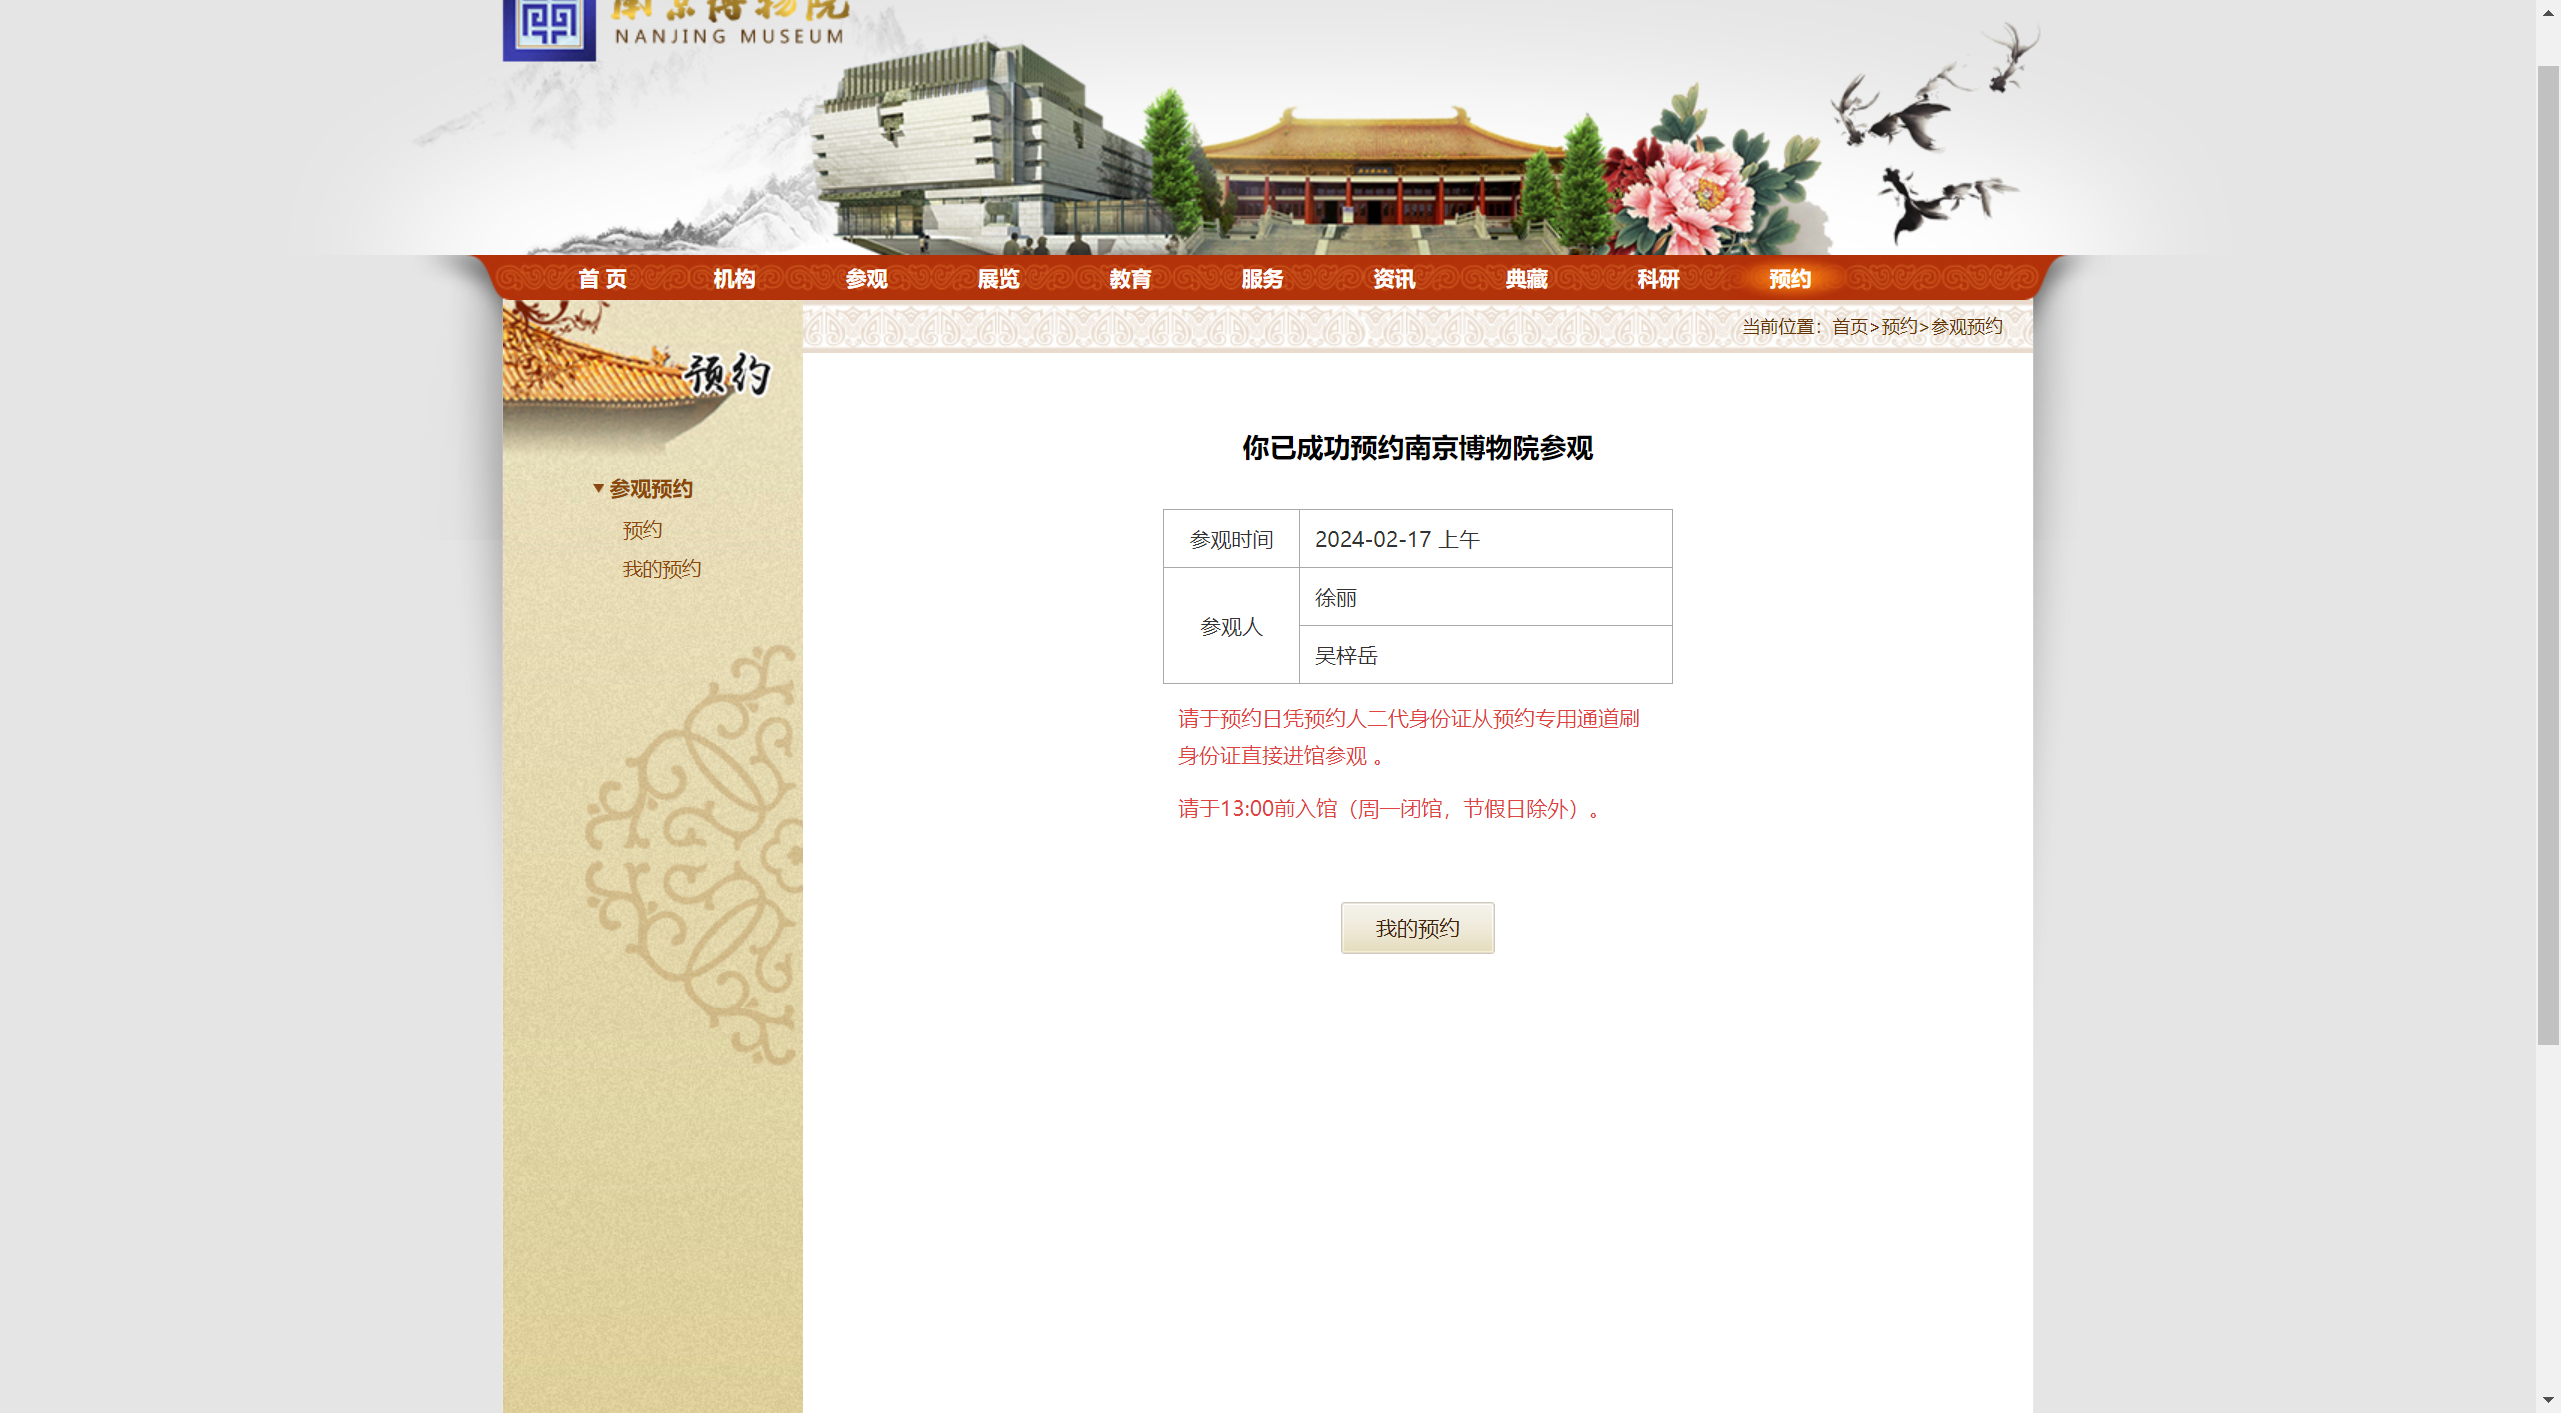 南京博物院
NANJING MUSEUM
首 页 机构 参观 展览 教育 服务 资讯 典藏 科研 预约
当前位置：首页>预约>参观预约
预约
参观预约
预约
我的预约
你已成功预约南京博物院参观
参观时间 2024-02-17 上午
参观人
徐丽
吴梓岳
请于预约日凭预约人二代身份证从预约专用通道刷
身份证直接进馆参观 。
请于13:00前入馆（周一闭馆，节假日除外）。
我的预约